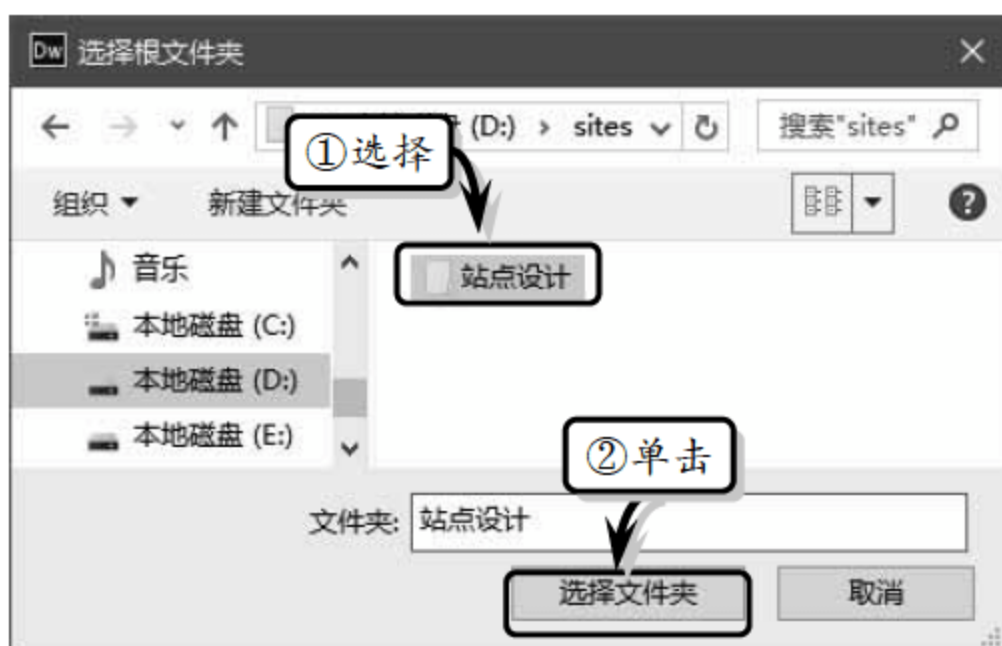 Dw 选择根文件夹
(D:) › sites 搜索"sites"
①选择
组织 新建文件夹
音乐
站点设计
本地磁盘 (C:)
本地磁盘 (D:)
本地磁盘 (E:)
②单击
文件夹: 站点设计
选择文件夹 取消